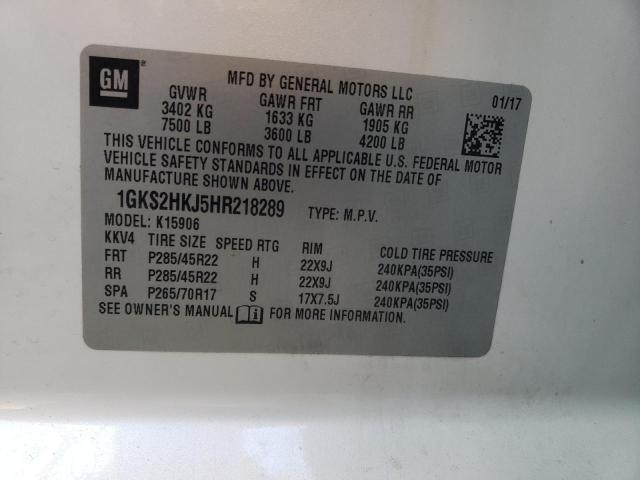 GM
MFD BY GENERAL MOTORS LLC
01/17
GVWR GAWR FRT GAWR RR
3402 KG 1633 KG 1905 KG
7500 LB 3600 LB 4200 LB
THIS VEHICLE CONFORMS TO ALL APPLICABLE U.S. FEDERAL MOTOR
VEHICLE SAFETY STANDARDS IN EFFECT ON THE DATE OF
MANUFACTURE SHOWN ABOVE.
1GKS2HKJ5HR218289 TYPE: M.P.V.
MODEL: K15906
KKV4 TIRE SIZE SPEED RTG RIM COLD TIRE PRESSURE
FRT P285/45R22 H 22X9J 240KPA(35PSI)
RR P285/45R22 H 22X9J 240KPA(35PSI)
SPA P265/70R17 S 17X7.5J 240KPA(35PSI)
SEE OWNER'S MANUAL FOR MORE INFORMATION.